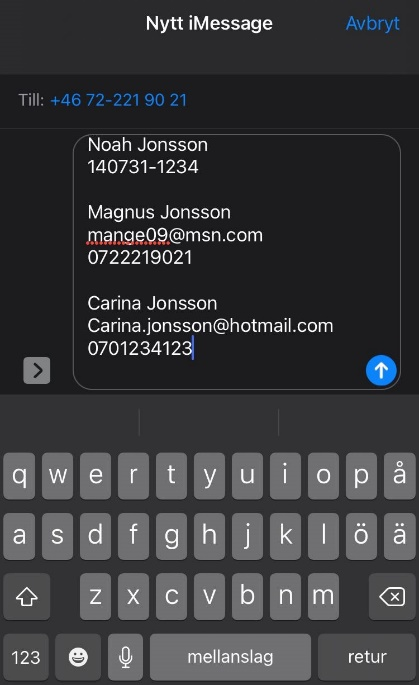 Nytt iMessage
Avbryt
Till: +46 72-221 90 21
Noah Jonsson
140731-1234
Magnus Jonsson
mange09@msn.com
0722219021
Carina Jonsson
Carina.jonsson@hotmail.com
0701234123
q w e r t y u i o p å
a s d f g h j k l ö ä
z x c v b n m
123 mellanslag retur